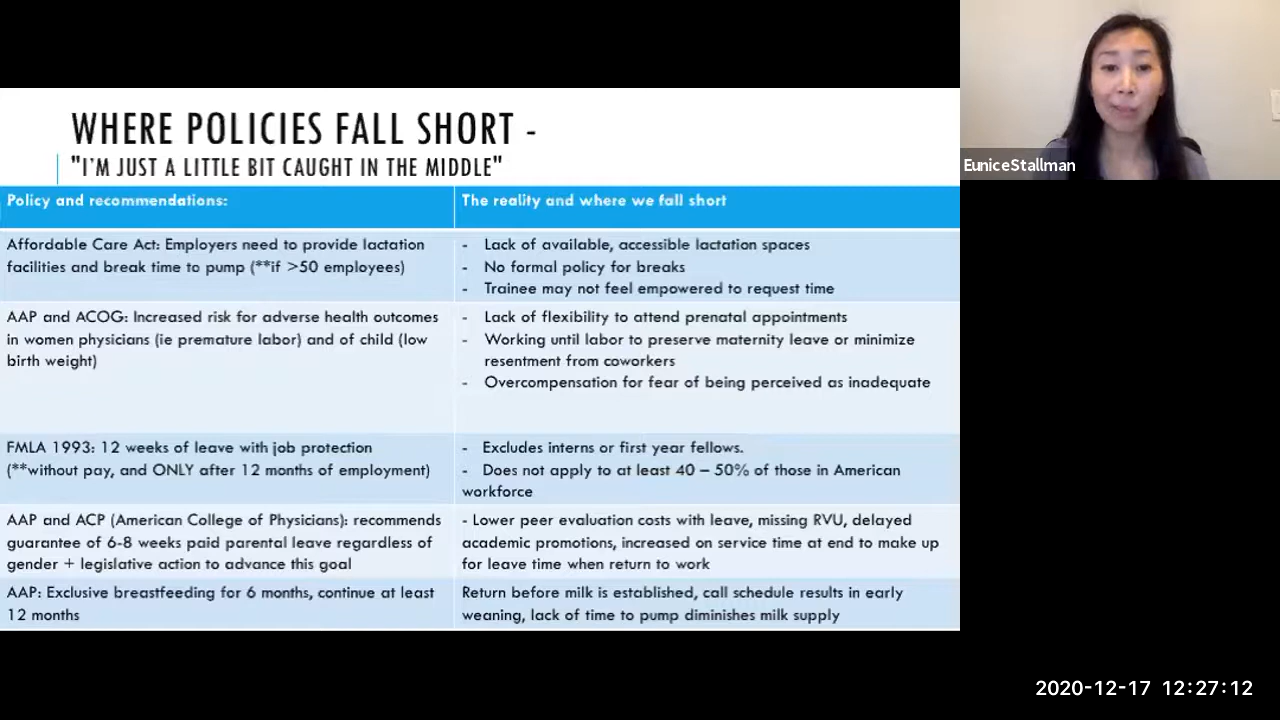 WHERE POLICIES FALL SHORT -
"I'M JUST A LITTLE BIT CAUGHT IN THE MIDDLE"
Policy and recommendations:
The reality and where we fall short
Affordable Care Act: Employers need to provide lactation
facilities and break time to pump (**if >50 employees)
- Lack of available, accessible lactation spaces
- No formal policy for breaks
- Trainee may not feel empowered to request time
AAP and ACOG: Increased risk for adverse health outcomes
in women physicians (ie premature labor) and of child (low
birth weight)
- Lack of flexibility to attend prenatal appointments
- Working until labor to preserve maternity leave or minimize
resentment from coworkers
- Overcompensation for fear of being perceived as inadequate
FMLA 1993: 12 weeks of leave with job protection
(**without pay, and ONLY after 12 months of employment)
- Excludes interns or first year fellows.
- Does not apply to at least 40 – 50% of those in American
workforce
AAP and ACP (American College of Physicians): recommends
guarantee of 6-8 weeks paid parental leave regardless of
gender + legislative action to advance this goal
- Lower peer evaluation costs with leave, missing RVU, delayed
academic promotions, increased on service time at end to make up
for leave time when return to work
AAP: Exclusive breastfeeding for 6 months, continue at least
12 months
Return before milk is established, call schedule results in early
weaning, lack of time to pump diminishes milk supply
EuniceStallman
2020-12-17 12:27:12